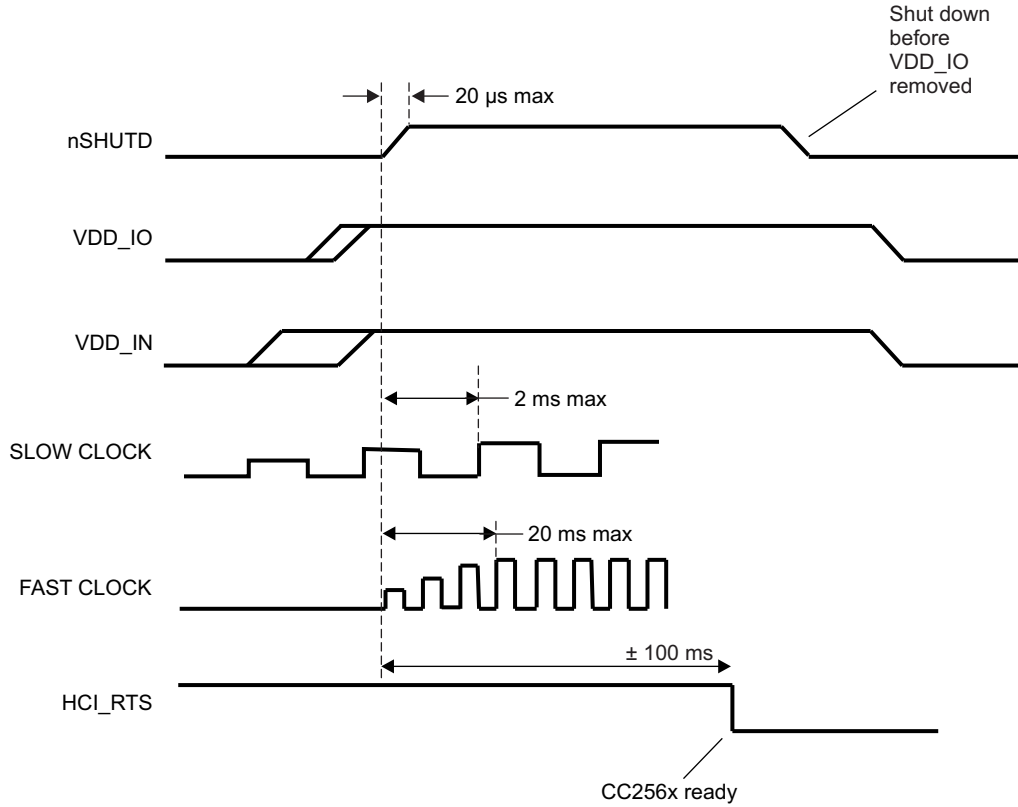 Shut down
before
VDD_IO
removed
20 µs max
nSHUTD
VDD_IO
VDD_IN
2 ms max
SLOW CLOCK
20 ms max
FAST CLOCK
± 100 ms
HCI_RTS
CC256x ready